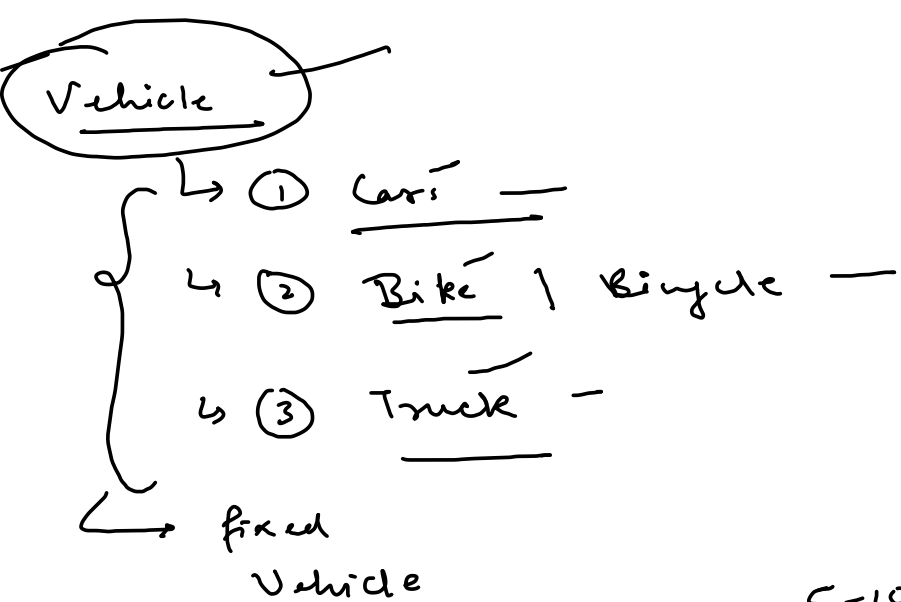 Vehicle
① Cars
② Bike \ Bicycle
③ Truck
fixed
Vehicle